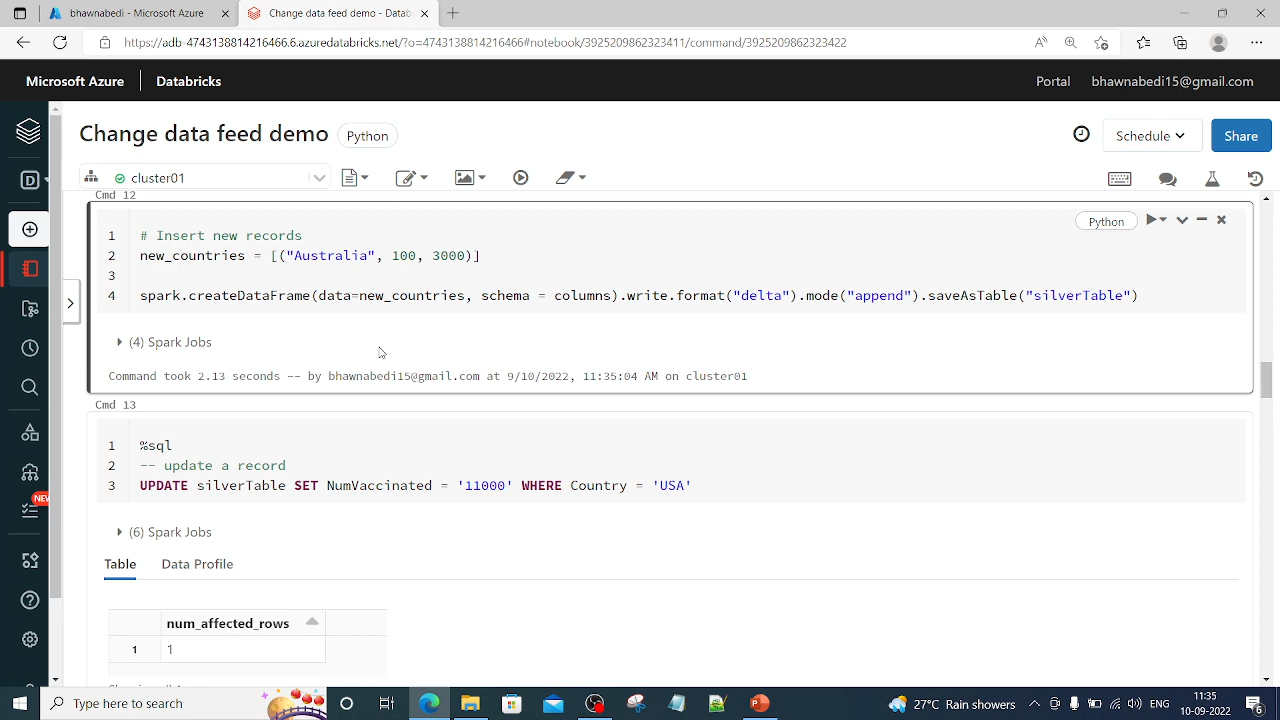 bhawnabedi - Microsoft Azure
Change data feed demo - Datab
https://adb-4743138814216466.6.azuredatabricks.net/?o=4743138814216466#notebook/3925209862323411/command/3925209862323422
Microsoft Azure
Databricks
Portal
bhawnabedi15@gmail.com
D
Change data feed demo
Python
Schedule
Share
cluster01
Cmd 12
Python
1 # Insert new records
2 new_countries = [("Australia", 100, 3000)]
3
4 spark.createDataFrame(data=new_countries, schema = columns).write.format("delta").mode("append").saveAsTable("silverTable")
(4) Spark Jobs
Command took 2.13 seconds -- by bhawnabedi15@gmail.com at 9/10/2022, 11:35:04 AM on cluster01
Cmd 13
1 %sql
2 -- update a record
3 UPDATE silverTable SET NumVaccinated = '11000' WHERE Country = 'USA'
NEW
(6) Spark Jobs
Table
Data Profile
num_affected_rows
1 1
Type here to search
27°C Rain showers
ENG
11:35
10-09-2022